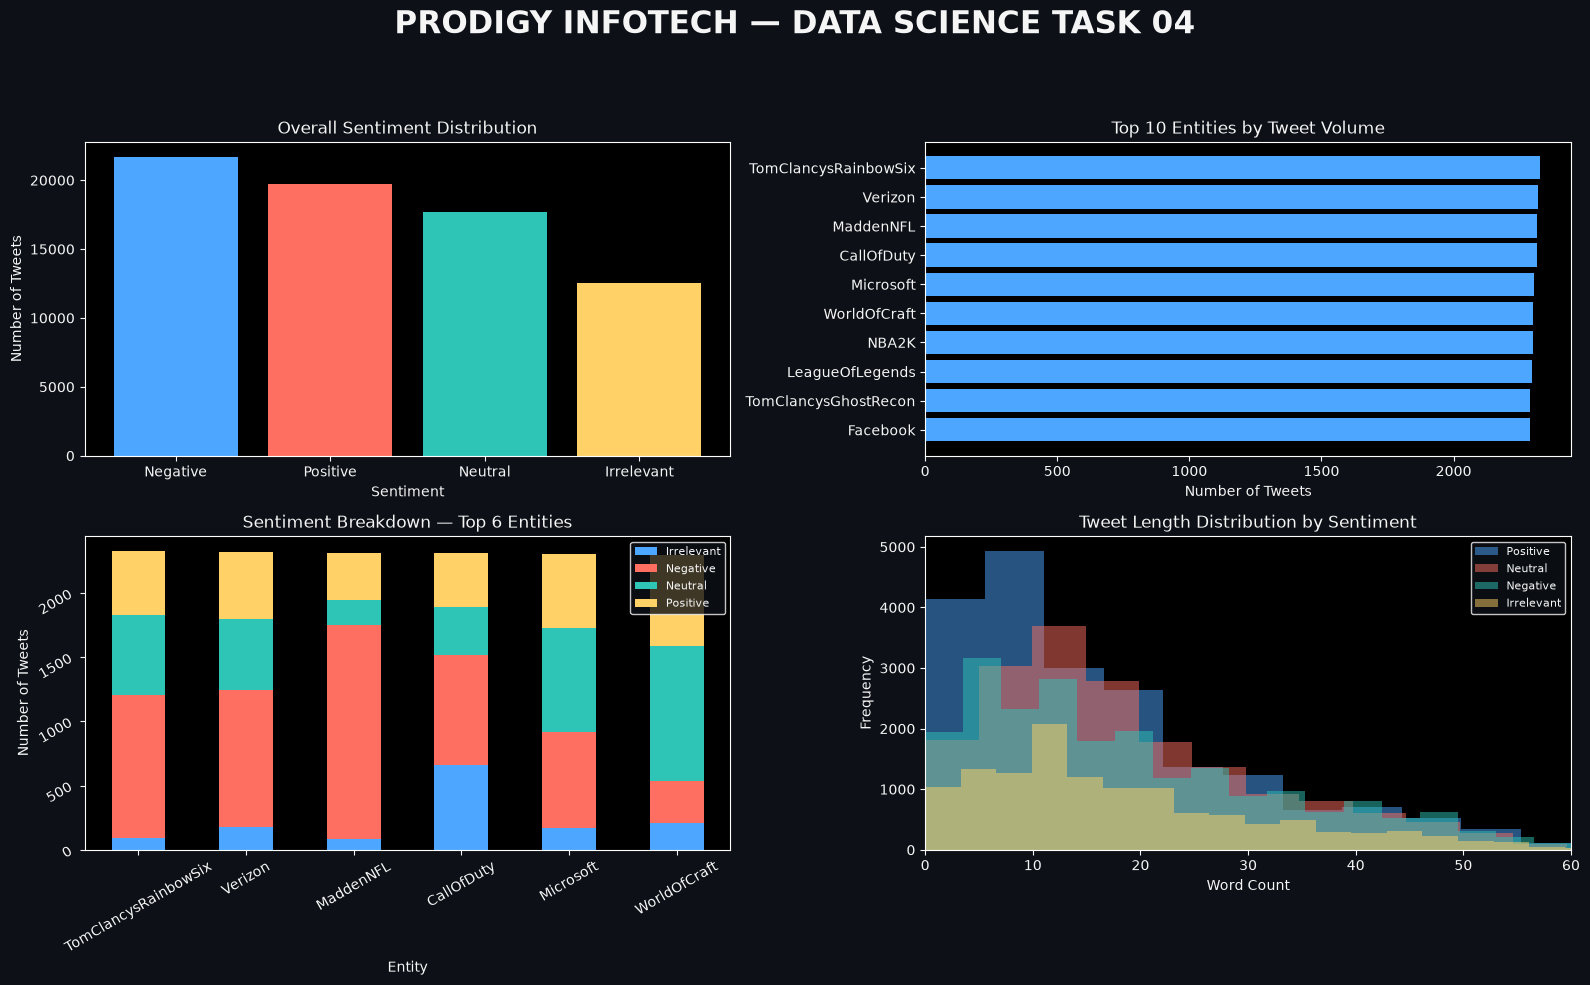 PRODIGY INFOTECH — DATA SCIENCE TASK 04
Overall Sentiment Distribution
Number of Tweets
20000
15000
10000
5000
0
Negative
Positive
Neutral
Irrelevant
Sentiment
Top 10 Entities by Tweet Volume
TomClancysRainbowSix
Verizon
MaddenNFL
CallOfDuty
Microsoft
WorldOfCraft
NBA2K
LeagueOfLegends
TomClancysGhostRecon
Facebook
0
500
1000
1500
2000
Number of Tweets
Sentiment Breakdown — Top 6 Entities
Number of Tweets
2000
1500
1000
500
0
Irrelevant
Negative
Neutral
Positive
TomClancysRainbowSix
Verizon
MaddenNFL
CallOfDuty
Microsoft
WorldOfCraft
Entity
Tweet Length Distribution by Sentiment
Frequency
5000
4000
3000
2000
1000
0
Positive
Neutral
Negative
Irrelevant
0
10
20
30
40
50
60
Word Count